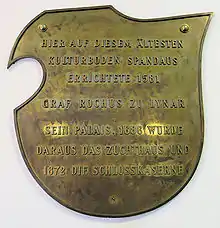 HIER AUF DIESEM ÄLTESTEN
KULTURBODEN SPANDAUS
ERRICHTETE 1581
GRAF ROCHUS ZU LYNAR
SEIN PALAIS, 1686 WURDE
DARAUS DAS ZUCHTHAUS UND
1872 DIE SCHLOSSKASERNE